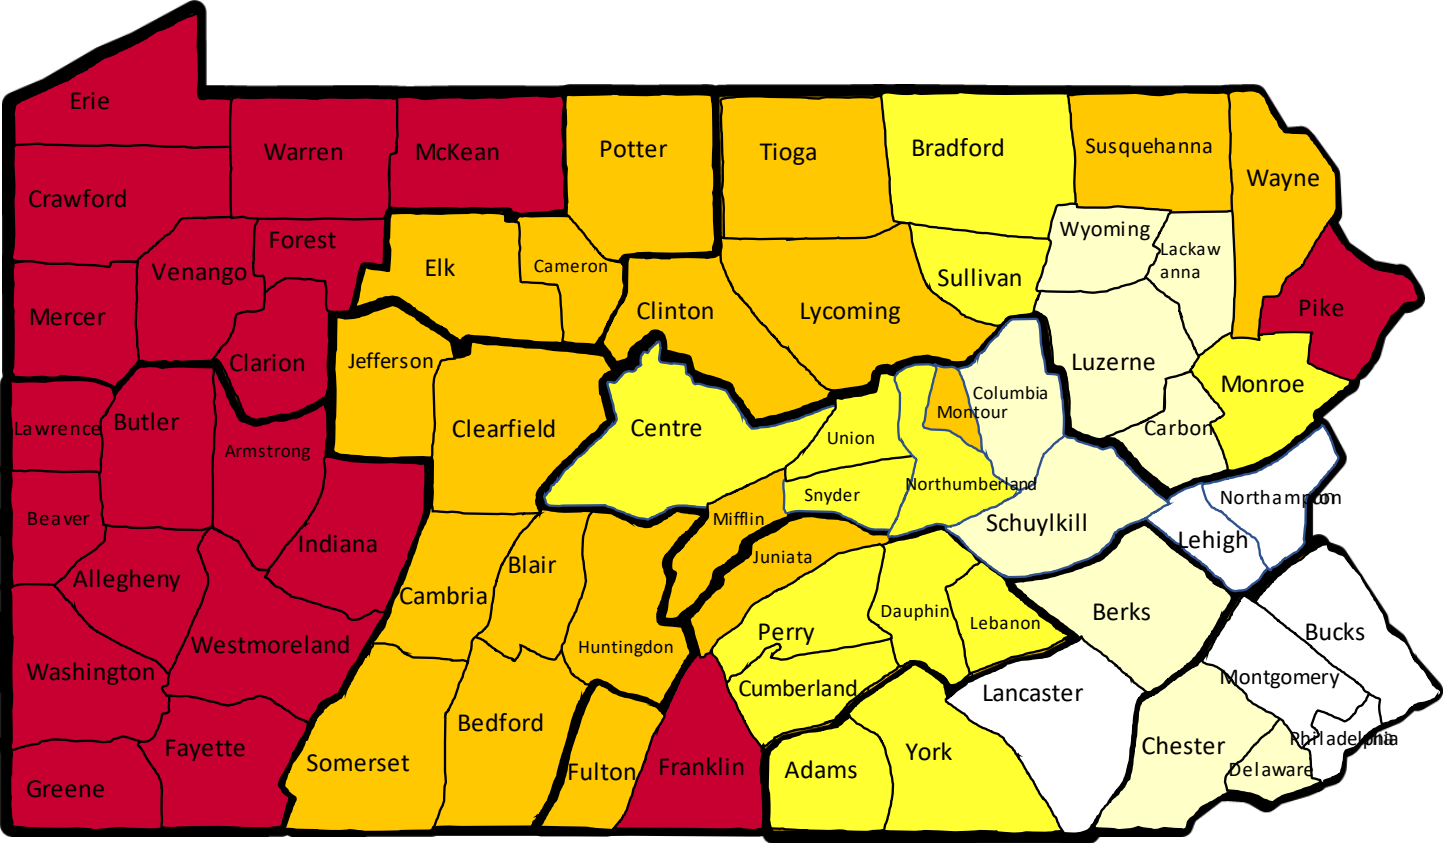 Erie
Warren
McKean
Potter
Tioga
Bradford
Susquehanna
Wayne
Crawford
Forest
Venango
Elk
Cameron
Clinton
Lycoming
Sullivan
Wyoming
Lackaw
anna
Pike
Mercer
Clarion
Jefferson
Luzerne
Monroe
Lawrence
Butler
Armstrong
Clearfield
Centre
Union
Montour
Columbia
Carbon
Beaver
Indiana
Mifflin
Snyder
Northumberland
Schuylkill
Northampton
Lehigh
Allegheny
Cambria
Blair
Huntingdon
Juniata
Perry
Dauphin
Lebanon
Berks
Bucks
Washington
Westmoreland
Cumberland
Lancaster
Montgomery
Greene
Fayette
Somerset
Bedford
Fulton
Franklin
Adams
York
Chester
Delaware
Philadelphia